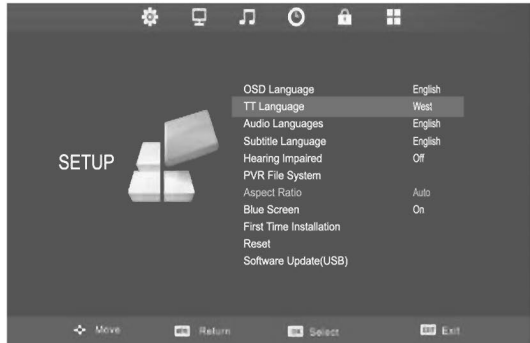 OSD Language English
TT Language West
Audio Languages English
Subtitle Language English
SETUP
Hearing Impaired Off
PVR File System
Aspect Ratio Auto
Blue Screen On
First Time Installation
Reset
Software Update(USB)
Move Return Select Exit